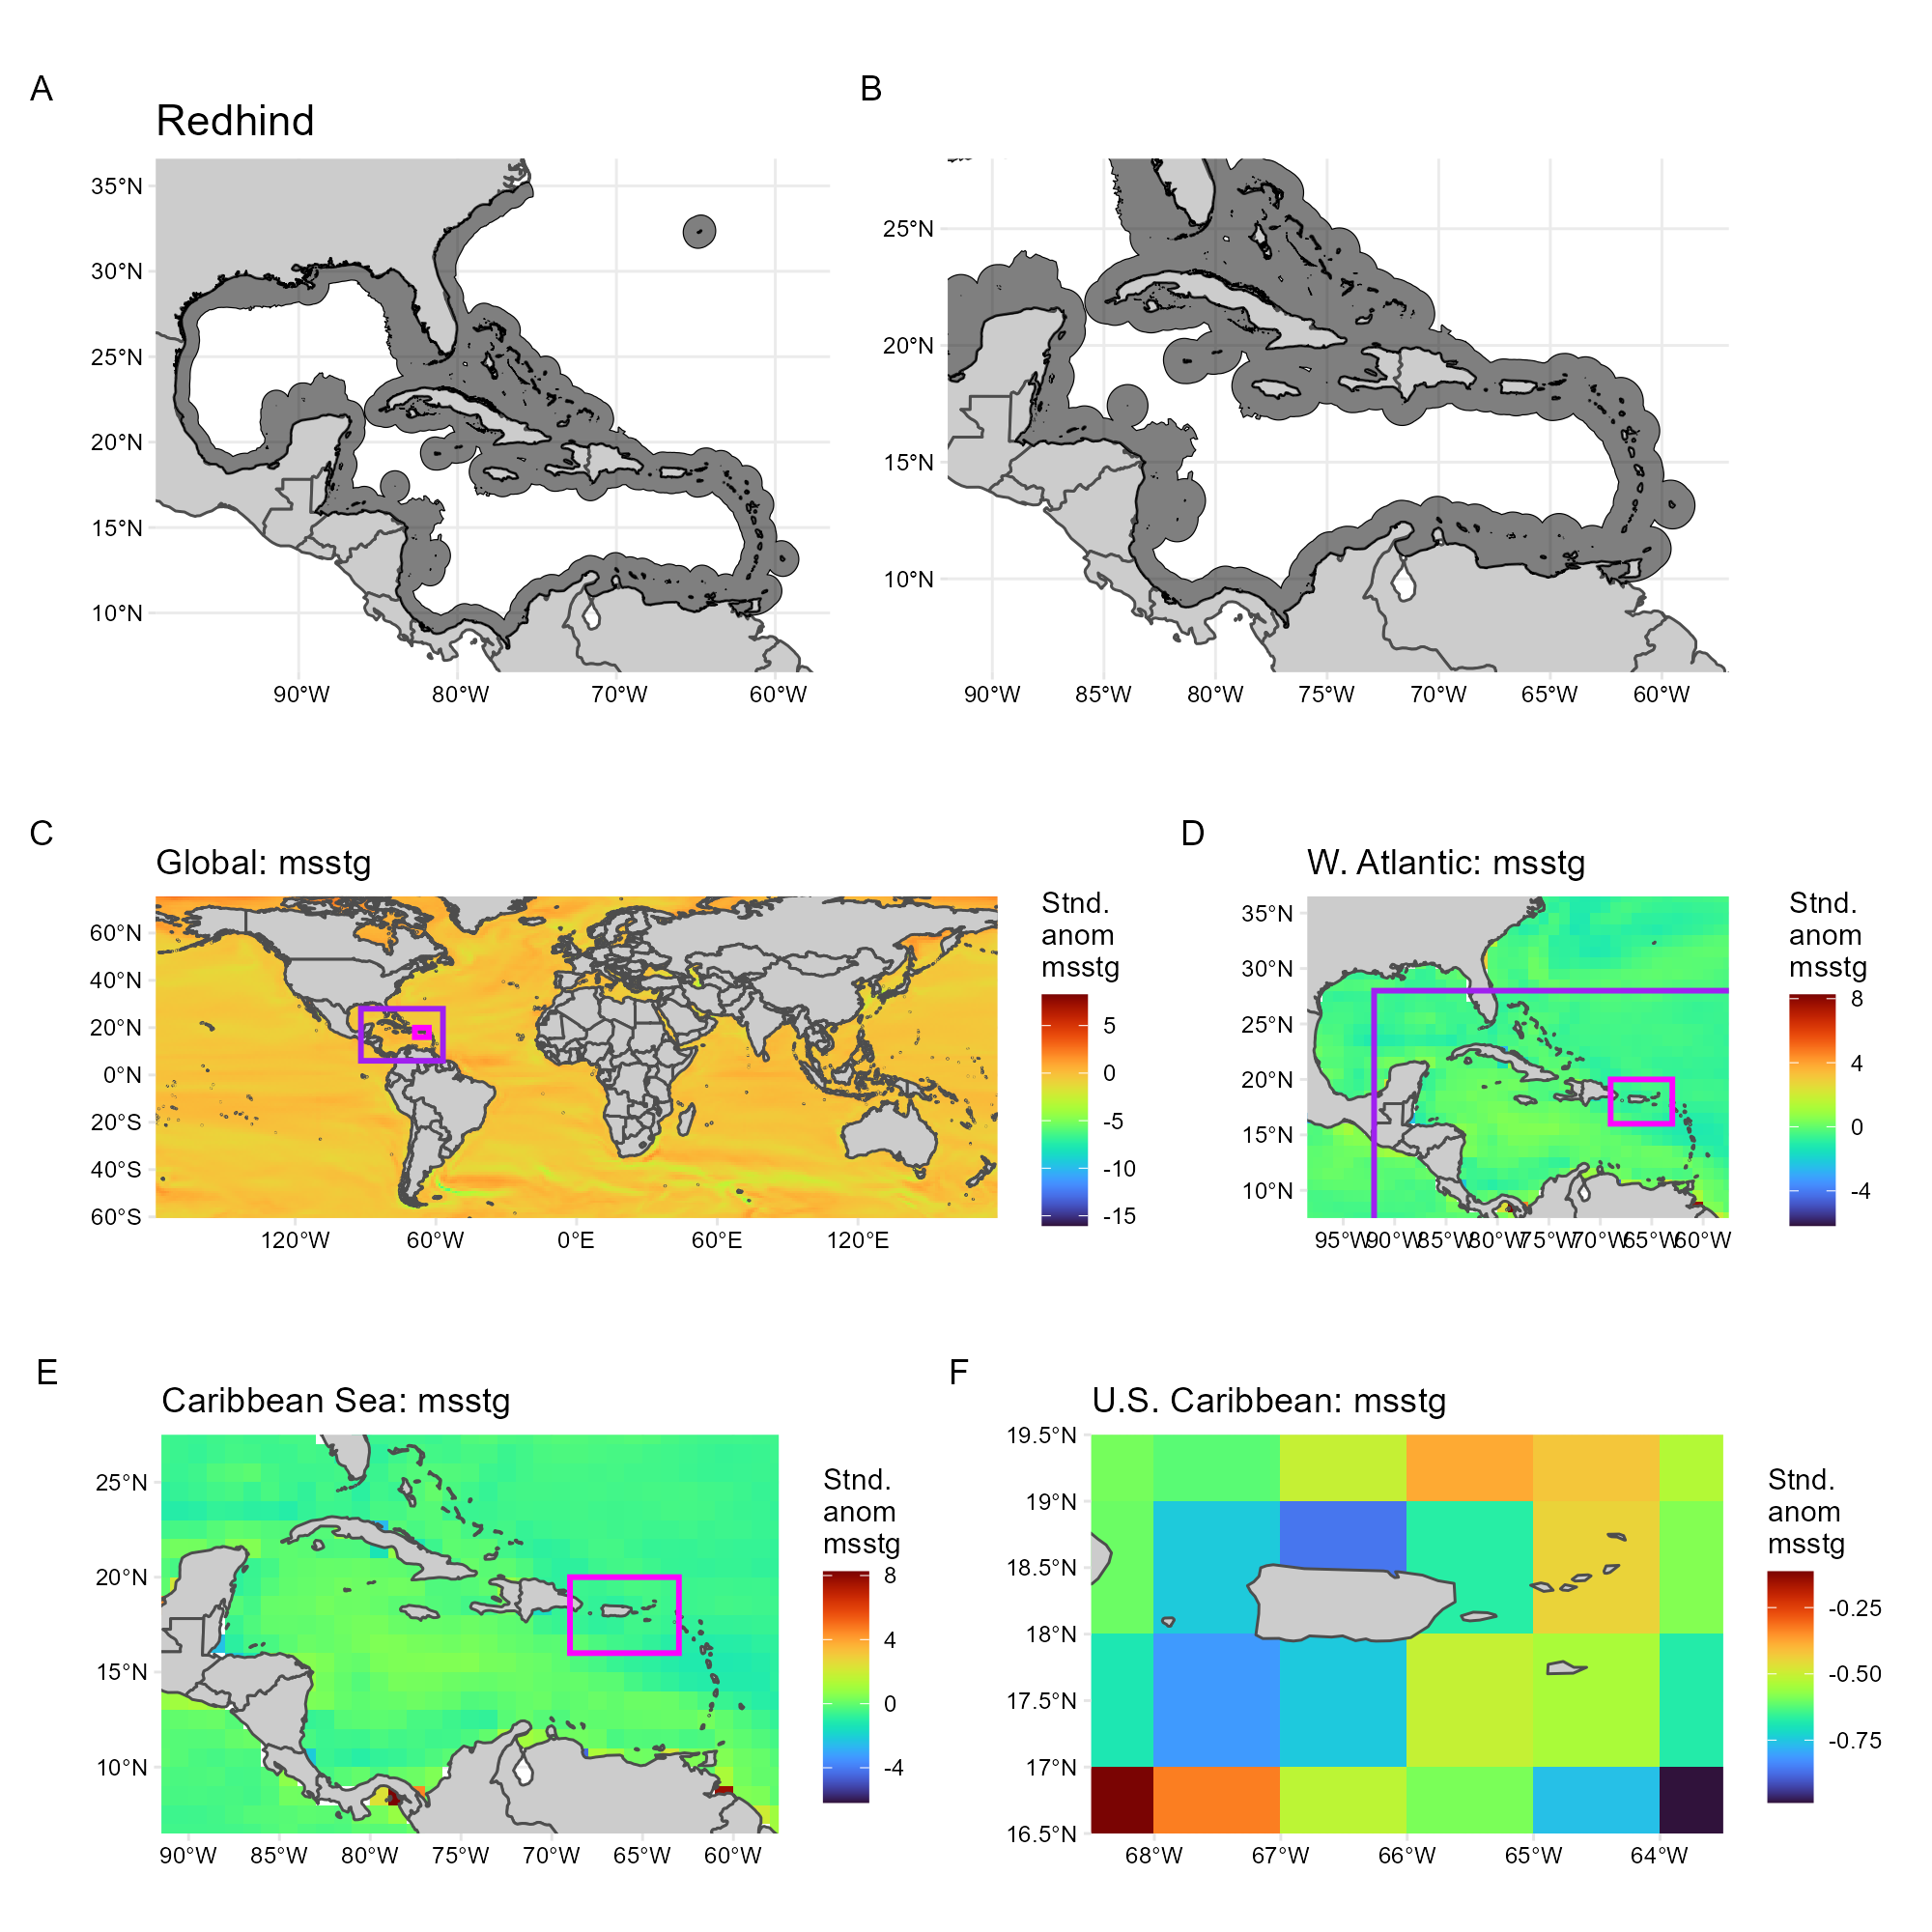 A
B
Redhind
35°N
30°N
25°N
20°N
15°N
10°N
90°W
80°W
70°W
60°W
25°N
20°N
15°N
10°N
90°W
85°W
80°W
75°W
70°W
65°W
60°W
C
Global: msstg
60°N
40°N
20°N
0°N
20°S
40°S
60°S
120°W
60°W
0°E
60°E
120°E
Stnd.
anom
msstg
5
0
-5
-10
-15
D
W. Atlantic: msstg
35°N
30°N
25°N
20°N
15°N
10°N
95°W
90°W
85°W
80°W
75°W
70°W
65°W
60°W
Stnd.
anom
msstg
8
4
0
-4
E
Caribbean Sea: msstg
25°N
20°N
15°N
10°N
90°W
85°W
80°W
75°W
70°W
65°W
60°W
Stnd.
anom
msstg
8
4
0
-4
F
U.S. Caribbean: msstg
19.5°N
19°N
18.5°N
18°N
17.5°N
17°N
16.5°N
68°W
67°W
66°W
65°W
64°W
Stnd.
anom
msstg
-0.25
-0.50
-0.75